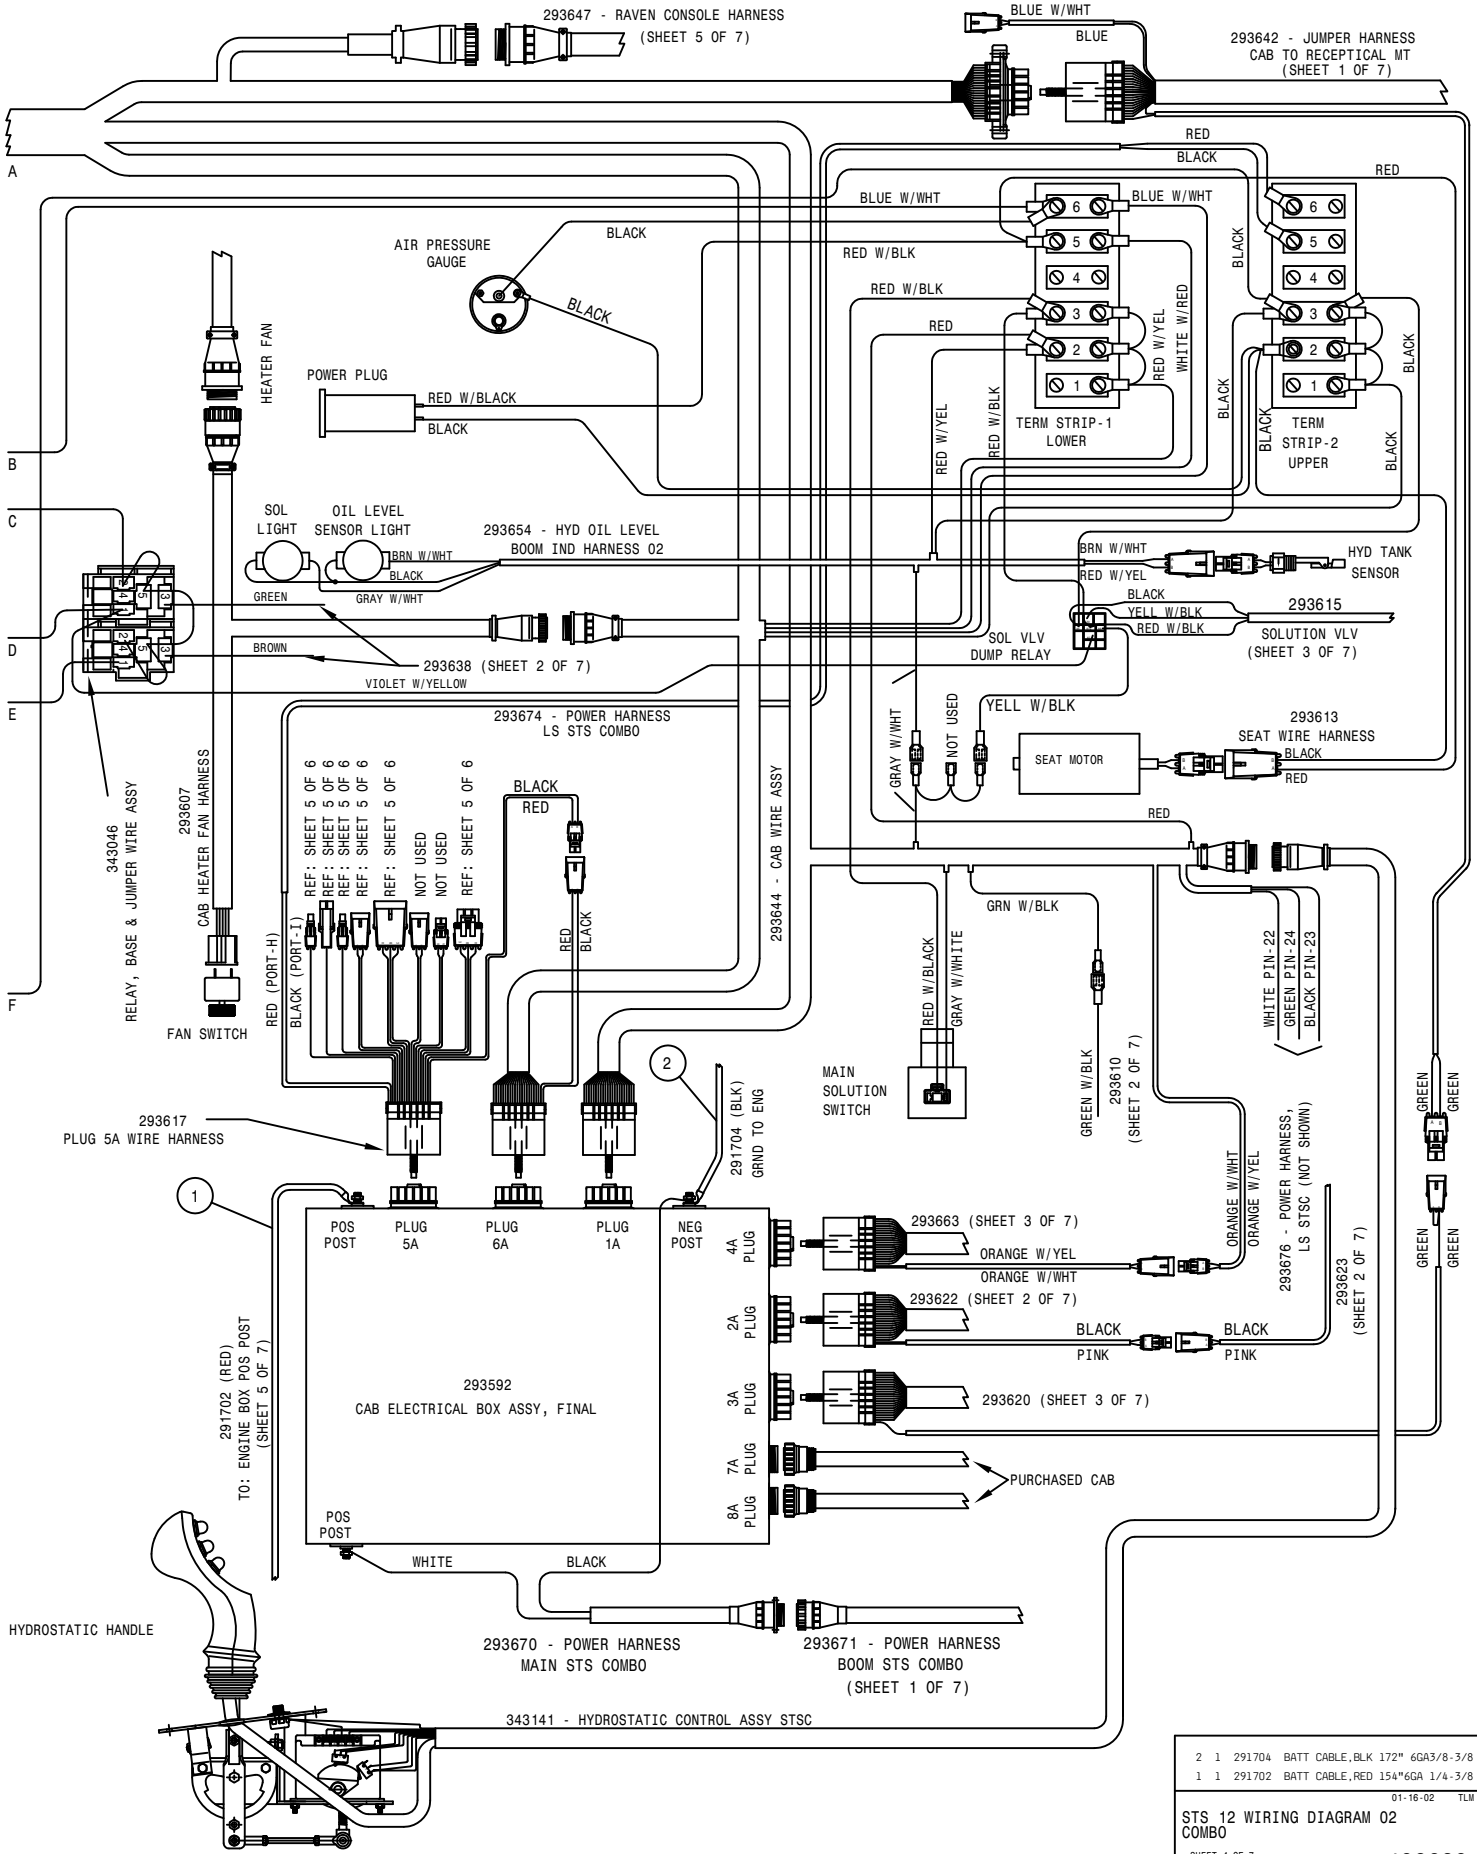 293647 - RAVEN CONSOLE HARNESS
(SHEET 5 OF 7)
BLUE W/WHT
BLUE
293642 - JUMPER HARNESS
CAB TO RECEPTICAL MT
(SHEET 1 OF 7)
RED
BLACK
RED
A
BLUE W/WHT
BLUE W/WHT
6
6
BLACK
AIR PRESSURE
GAUGE
RED W/BLK
5
5
BLACK
4
4
RED W/BLK
BLACK
3
3
RED
RED W/YEL
WHITE W/RED
2
2
BLACK
HEATER FAN
POWER PLUG
RED W/BLACK
BLACK
1
1
TERM STRIP-1
LOWER
TERM
STRIP-2
UPPER
RED W/YEL
RED W/BLK
BLACK
BLACK
BLACK
B
C
SOL
LIGHT
OIL LEVEL
SENSOR LIGHT
293654 - HYD OIL LEVEL
BOOM IND HARNESS 02
BRN W/WHT
BLACK
GRAY W/WHT
BRN W/WHT
RED W/YEL
HYD TANK
SENSOR
GREEN
BLACK
YELL W/BLK
RED W/BLK
293615
SOLUTION VLV
(SHEET 3 OF 7)
SOL VLV
DUMP RELAY
2
4
1
5
3
2
4
1
5
3
D
BROWN
293638 (SHEET 2 OF 7)
VIOLET W/YELLOW
E
293674 - POWER HARNESS
LS STS COMBO
GRAY W/WHT
NOT USED
YELL W/BLK
293613
SEAT WIRE HARNESS
SEAT MOTOR
BLACK
RED
343046
RELAY, BASE & JUMPER WIRE ASSY
293607
CAB HEATER FAN HARNESS
REF: SHEET 5 OF 6
REF: SHEET 5 OF 6
REF: SHEET 5 OF 6
REF: SHEET 5 OF 6
REF: SHEET 5 OF 6
NOT USED
NOT USED
REF: SHEET 5 OF 6
BLACK
RED
293644 - CAB WIRE ASSY
RED
RED
BLACK
RED (PORT-H)
BLACK (PORT-I)
GRN W/BLK
F
FAN SWITCH
RED W/BLACK
GRAY W/WHITE
WHITE PIN-22
GREEN PIN-24
BLACK PIN-23
MAIN
SOLUTION
SWITCH
GREEN W/BLK
293610
(SHEET 2 OF 7)
2
291704 (BLK)
GRND TO ENG
293617
PLUG 5A WIRE HARNESS
1
ORANGE W/WHT
ORANGE W/YEL
293676 - POWER HARNESS,
LS STSC (NOT SHOWN)
293623
(SHEET 2 OF 7)
GREEN
GREEN
GREEN
GREEN
POS
POST
PLUG
5A
PLUG
6A
PLUG
1A
NEG
POST
4A
PLUG
293663 (SHEET 3 OF 7)
ORANGE W/YEL
ORANGE W/WHT
2A
PLUG
293622 (SHEET 2 OF 7)
BLACK
PINK
BLACK
PINK
291702 (RED)
TO: ENGINE BOX POS POST
(SHEET 5 OF 7)
293592
CAB ELECTRICAL BOX ASSY, FINAL
3A
PLUG
293620 (SHEET 3 OF 7)
7A
PLUG
PURCHASED CAB
8A
PLUG
POS
POST
WHITE
BLACK
HYDROSTATIC HANDLE
293670 - POWER HARNESS
MAIN STS COMBO
293671 - POWER HARNESS
BOOM STS COMBO
(SHEET 1 OF 7)
343141 - HYDROSTATIC CONTROL ASSY STSC
2 1 291704 BATT CABLE,BLK 172" 6GA3/8-3/8
1 1 291702 BATT CABLE,RED 154"6GA 1/4-3/8
01-16-02 TLM
STS 12 WIRING DIAGRAM 02
COMBO